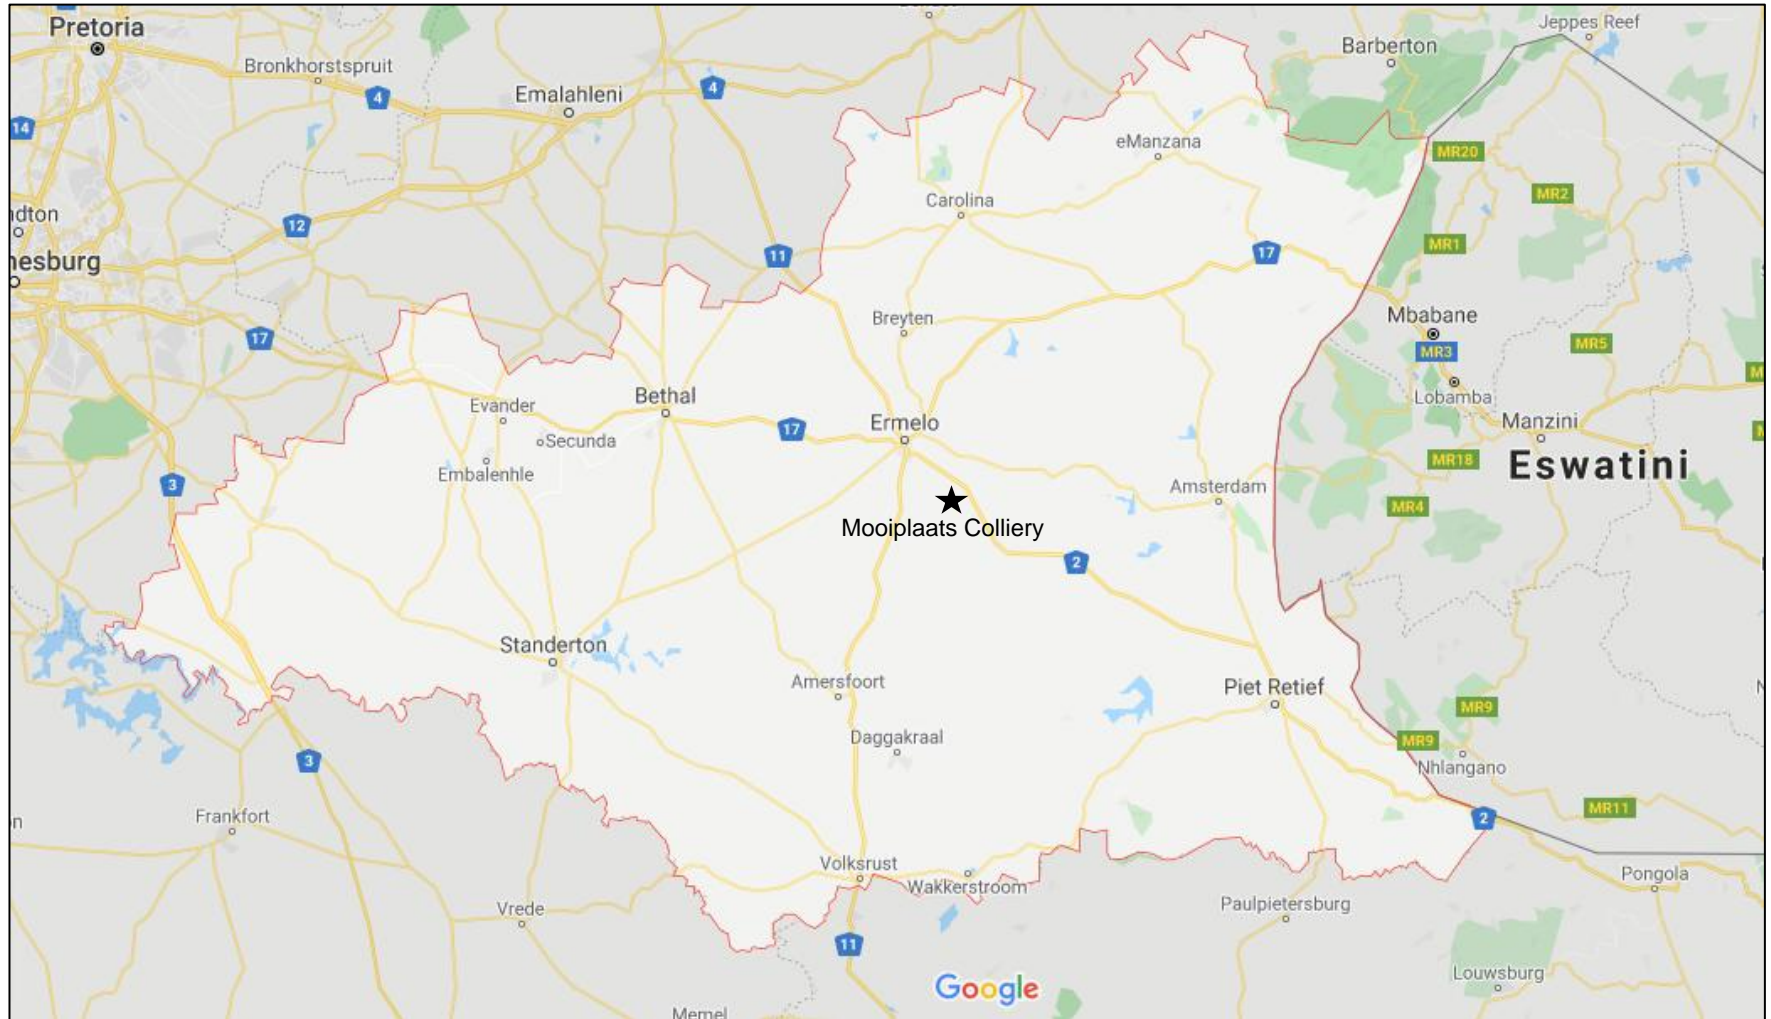 Jeppes Reef
Pretoria
Barberton
Bronkhorstspruit
4
4
Emalahleni
14
eManzana
MR20
Carolina
MR2
ndton
12
MR1
11
17
nesburg
Mbabane
Breyten
17
MR3
MR5
Lobamba
Bethal
Evander
Ermelo
Manzini
17
Secunda
Eswatini
MR18
Embalenhle
3
Amsterdam
MR4
Mooiplaats Colliery
2
Standerton
Amersfoort
Piet Retief
MR9
Daggakraal
MR9
Nhlangano
3
MR11
Frankfort
2
Volksrust
Wakkerstroom
Pongola
Vrede
Paulpietersburg
11
Louwsburg
Google
Memel